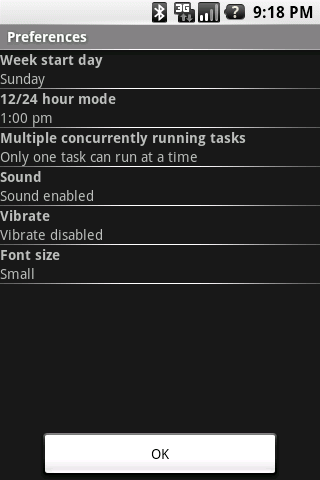 3G ? 9:18 PM
Preferences
Week start day
Sunday
12/24 hour mode
1:00 pm
Multiple concurrently running tasks
Only one task can run at a time
Sound
Sound enabled
Vibrate
Vibrate disabled
Font size
Small
OK